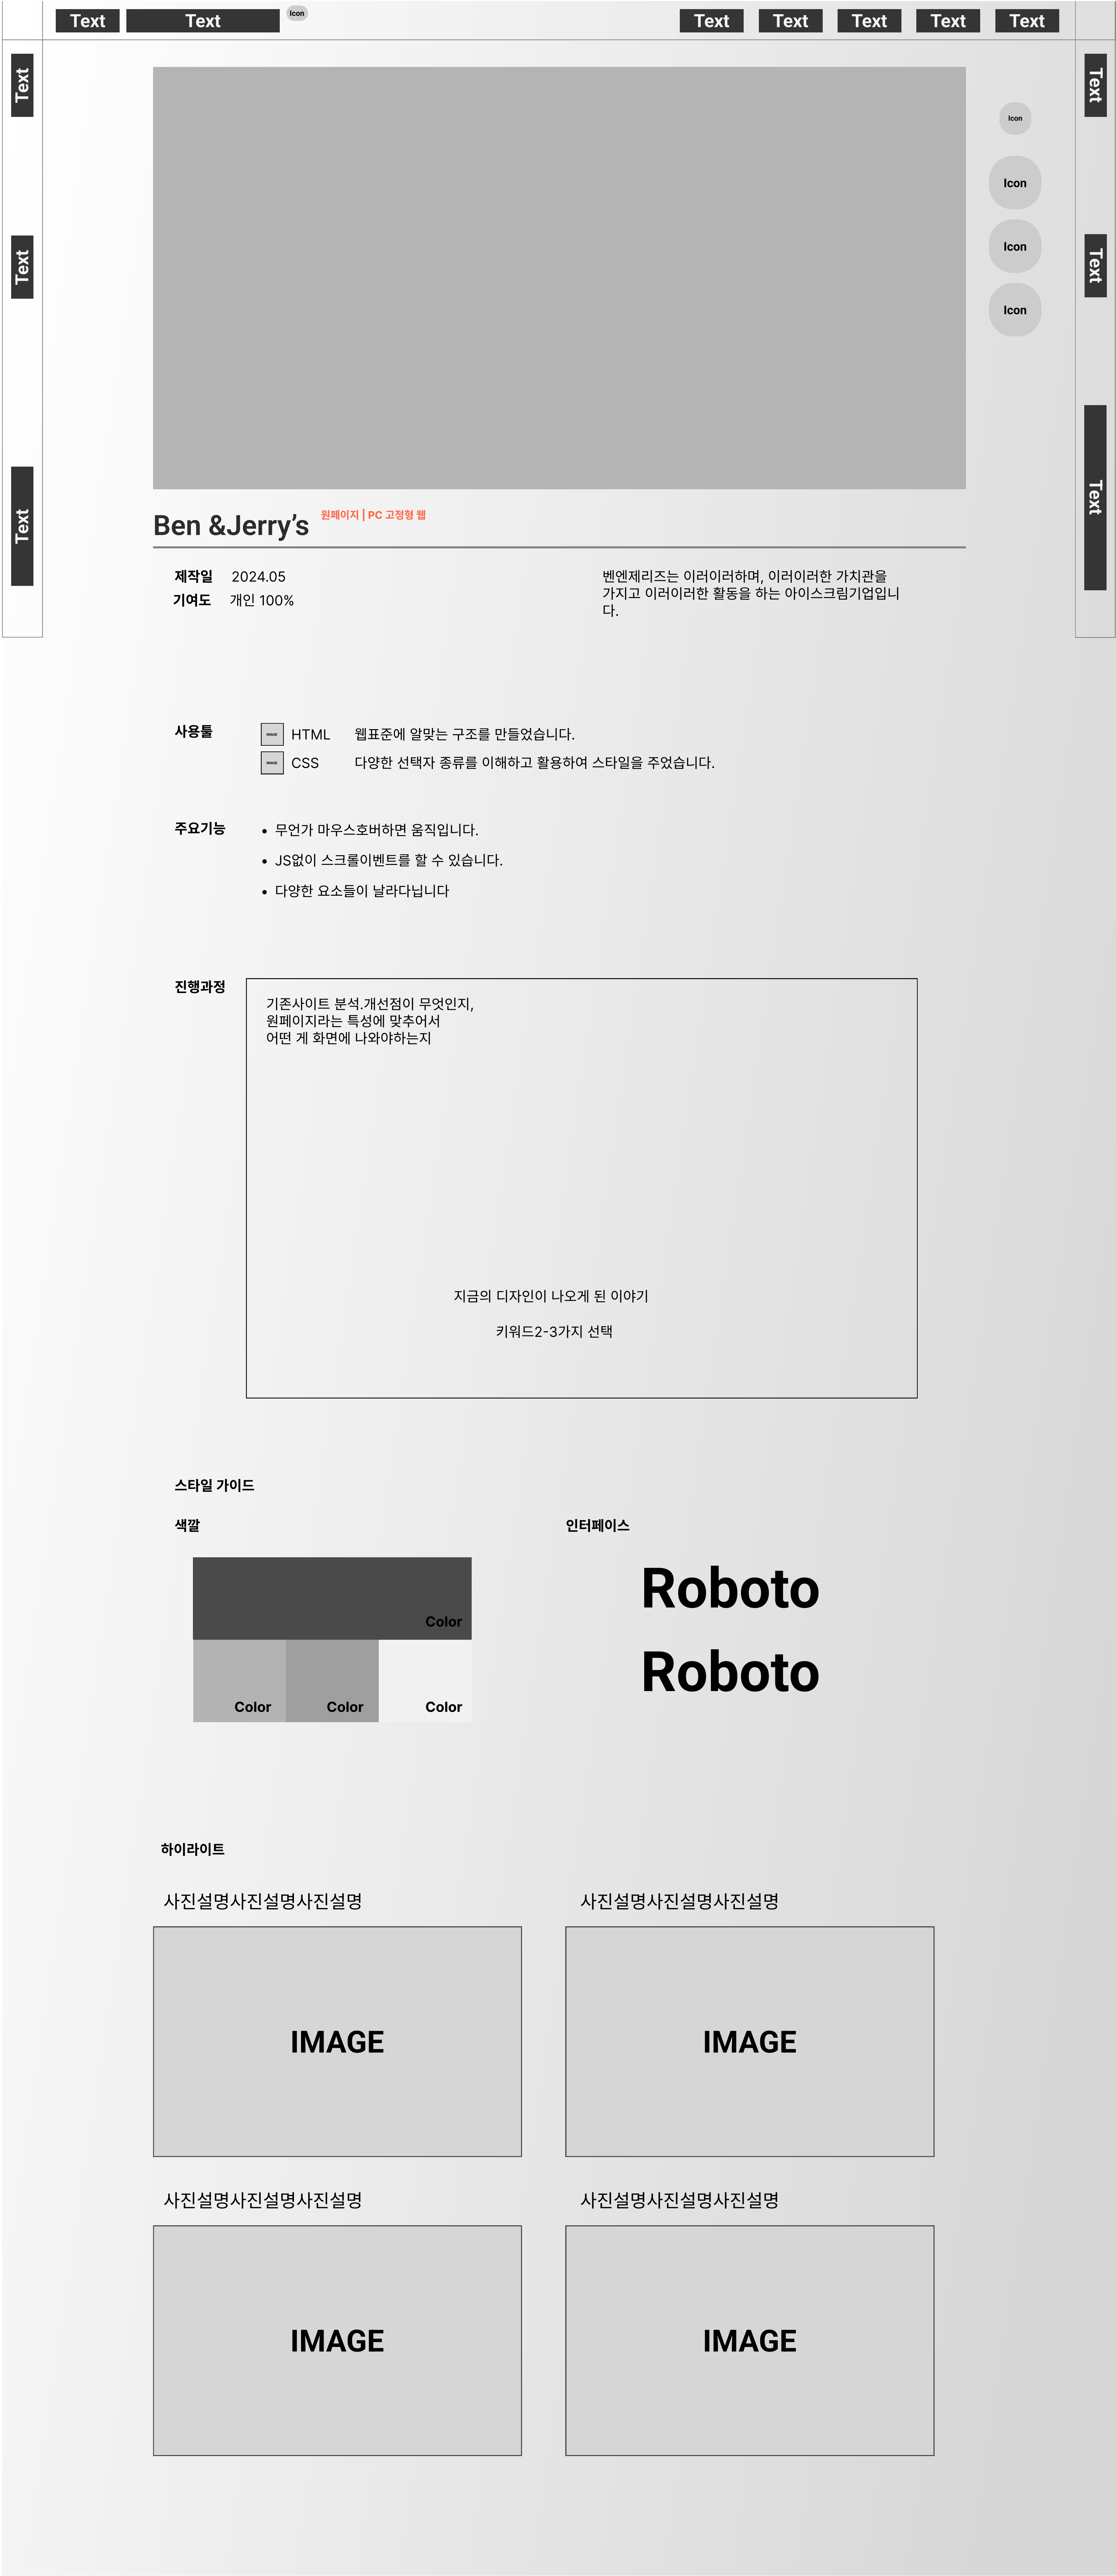 Text
Text
Icon
Text
Text
Text
Text
Text
Text
Text
Text
Text
Text
Text
Icon
Icon
Icon
Icon
Ben &Jerry’s
원페이지 | PC 고정형 웹
제작일 2024.05
기여도 개인 100%
벤엔제리즈는 이러이러하며, 이러이러한 가치관을
가지고 이러이러한 활동을 하는 아이스크림기업입니
다.
사용툴
IMAGE HTML 웹표준에 알맞는 구조를 만들었습니다.
IMAGE CSS 다양한 선택자 종류를 이해하고 활용하여 스타일을 주었습니다.
주요기능
• 무언가 마우스호버하면 움직입니다.
• JS없이 스크롤이벤트를 할 수 있습니다.
• 다양한 요소들이 날라다닙니다
진행과정
기존사이트 분석.개선점이 무엇인지,
원페이지라는 특성에 맞추어서
어떤 게 화면에 나와야하는지
지금의 디자인이 나오게 된 이야기
키워드2-3가지 선택
스타일 가이드
색깔
Color
Color
Color
Color
인터페이스
Roboto
Roboto
하이라이트
사진설명사진설명사진설명
사진설명사진설명사진설명
IMAGE
IMAGE
사진설명사진설명사진설명
사진설명사진설명사진설명
IMAGE
IMAGE